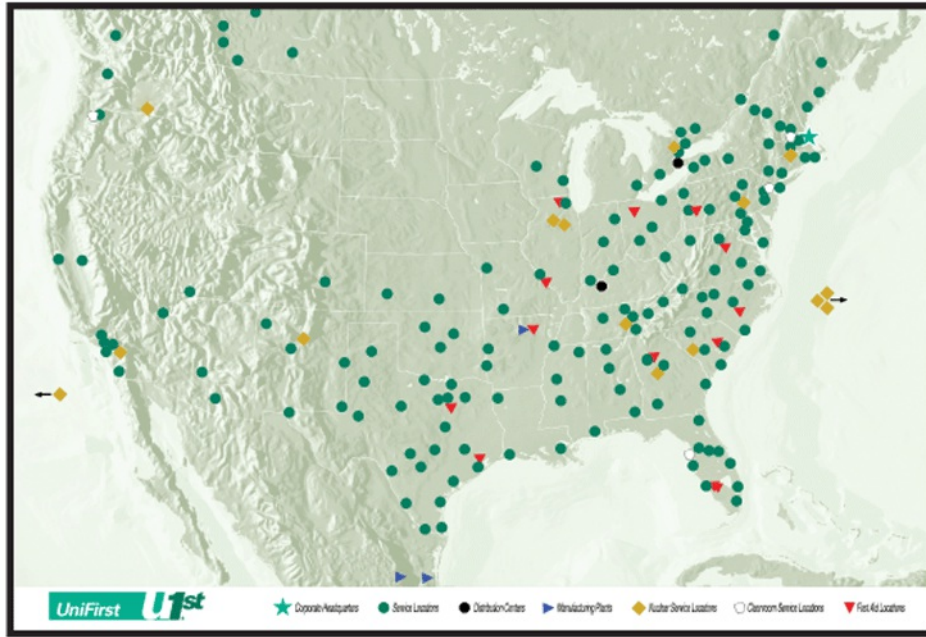 UniFirst U1st
Corporate Headquarters
Service Locations
Distribution Centers
Manufacturing Plants
Nuclear Service Locations
Cleanroom Service Locations
First Aid Locations